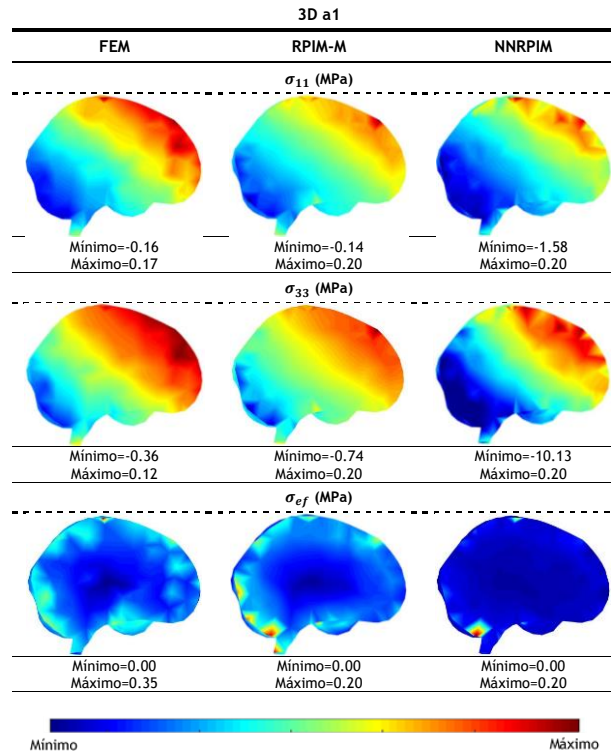 3D a1
FEM RPIM-M NNRPIM
σ11 (MPa)
Mínimo=-0.16 Mínimo=-0.14 Mínimo=-1.58
Máximo=0.17 Máximo=0.20 Máximo=0.20
σ33 (MPa)
Mínimo=-0.36 Mínimo=-0.74 Mínimo=-10.13
Máximo=0.12 Máximo=0.20 Máximo=0.20
σef (MPa)
Mínimo=0.00 Mínimo=0.00 Mínimo=0.00
Máximo=0.35 Máximo=0.20 Máximo=0.20
Mínimo Máximo